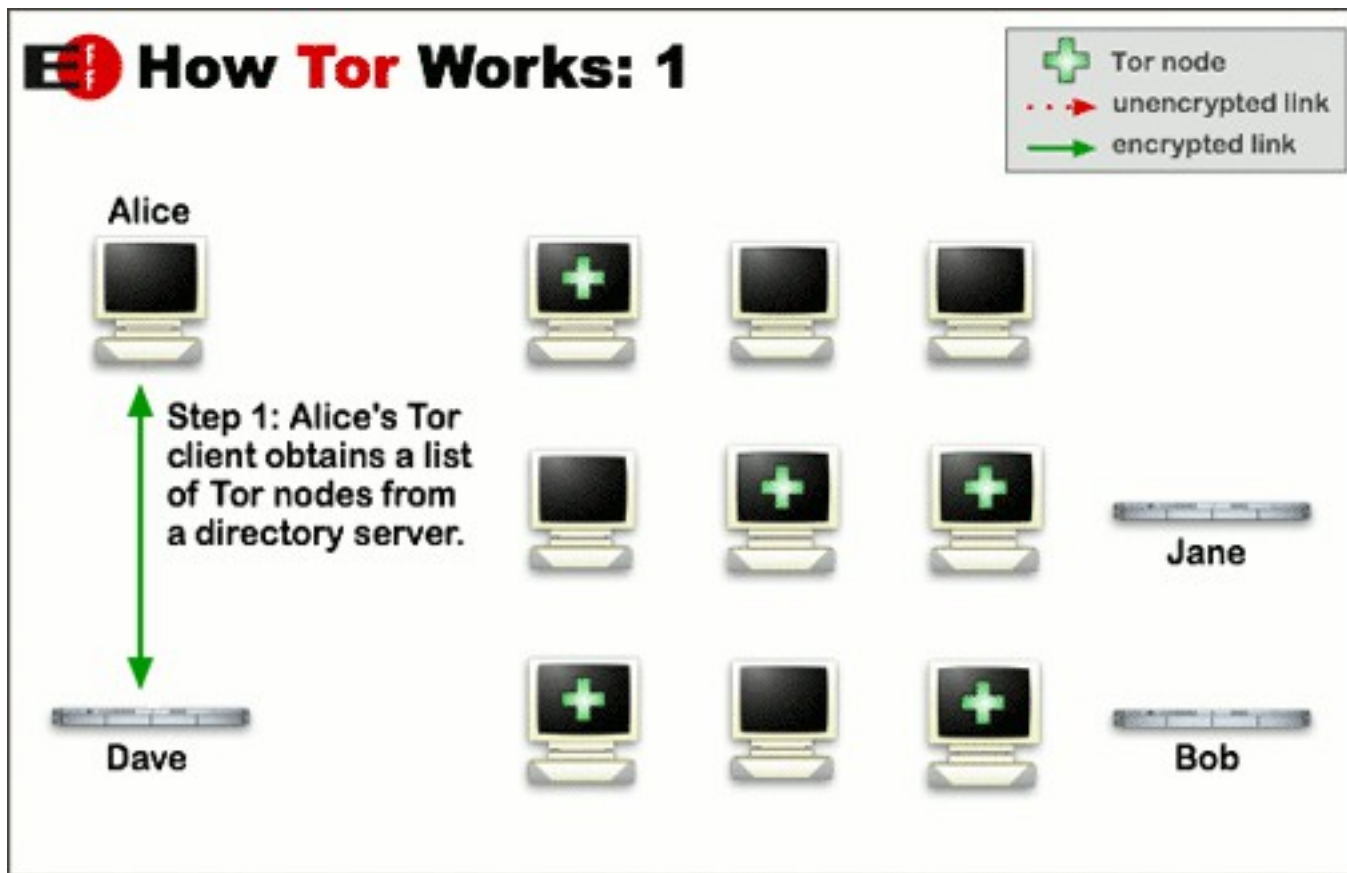 EFF How Tor Works: 1
Tor node
unencrypted link
encrypted link
Alice
Step 1: Alice's Tor
client obtains a list
of Tor nodes from
a directory server.
Jane
Dave
Bob